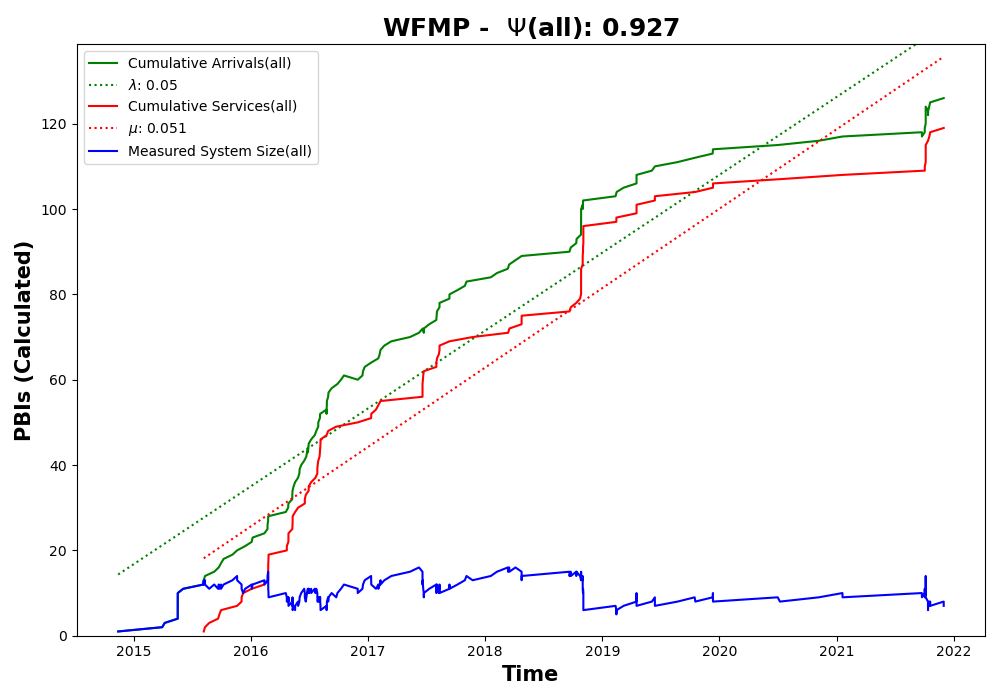 WFMP -  Ψ(all): 0.927
Cumulative Arrivals(all)
λ: 0.05
Cumulative Services(all)
μ: 0.051
Measured System Size(all)
PBIs (Calculated)
120
100
80
60
40
20
0
2015 2016 2017 2018 2019 2020 2021 2022
Time